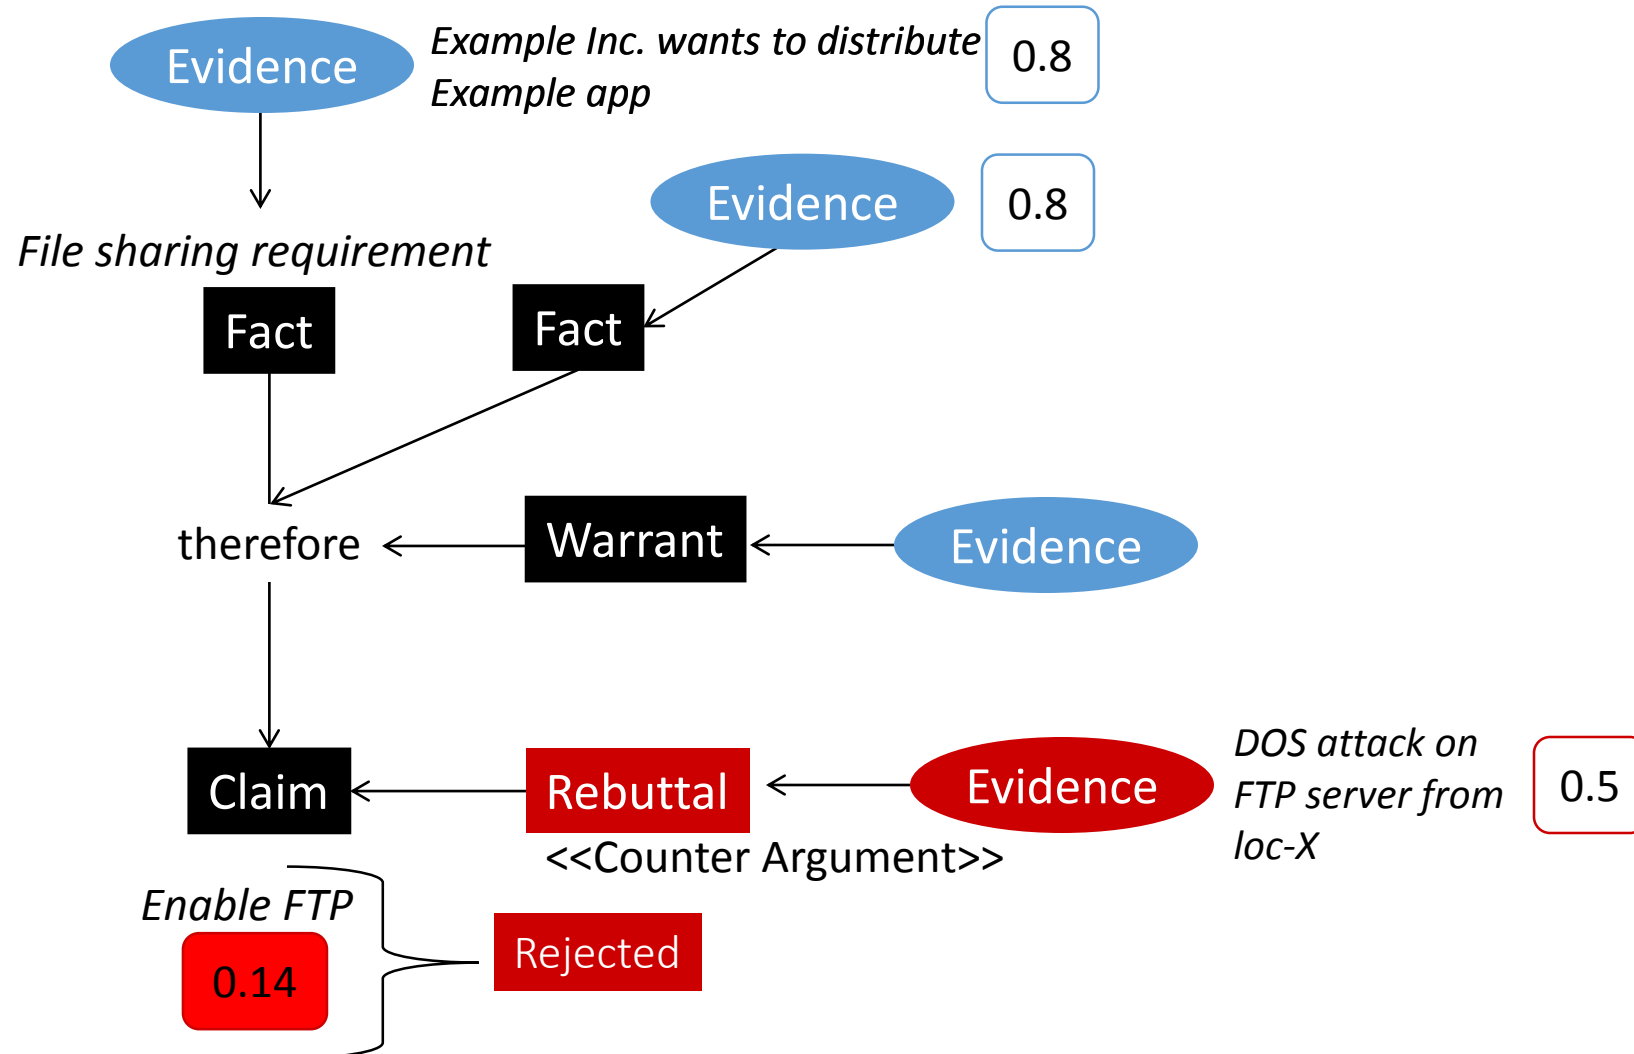 Evidence
Example Inc. wants to distribute
Example app
0.8
Evidence
0.8
File sharing requirement
Fact
Fact
therefore
Warrant
Evidence
Claim
Rebuttal
Evidence
DOS attack on
FTP server from
loc-X
0.5
<<Counter Argument>>
Enable FTP
0.14
Rejected